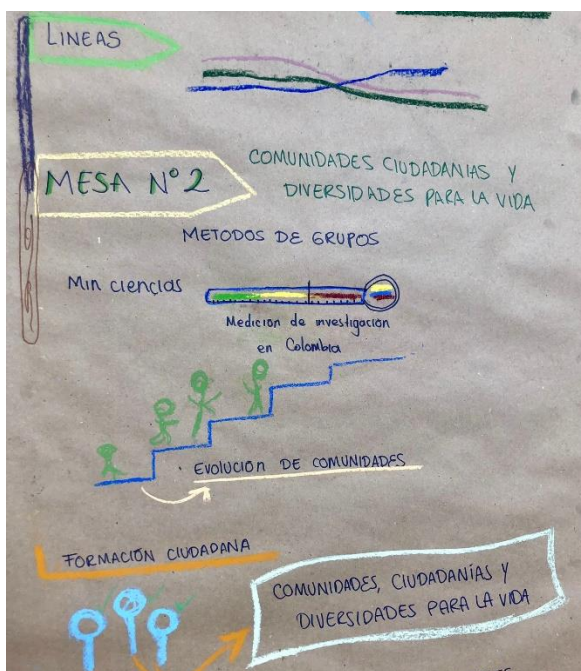 LINEAS
MESA N°2
COMUNIDADES CIUDADANIAS Y
DIVERSIDADES PARA LA VIDA
METODOS DE GRUPOS
Min ciencias
Medicion de investigación
en Colombia
EVOLUCION DE COMUNIDADES
FORMACIÓN CIUDADANA
COMUNIDADES, CIUDADANÍAS Y
DIVERSIDADES PARA LA VIDA